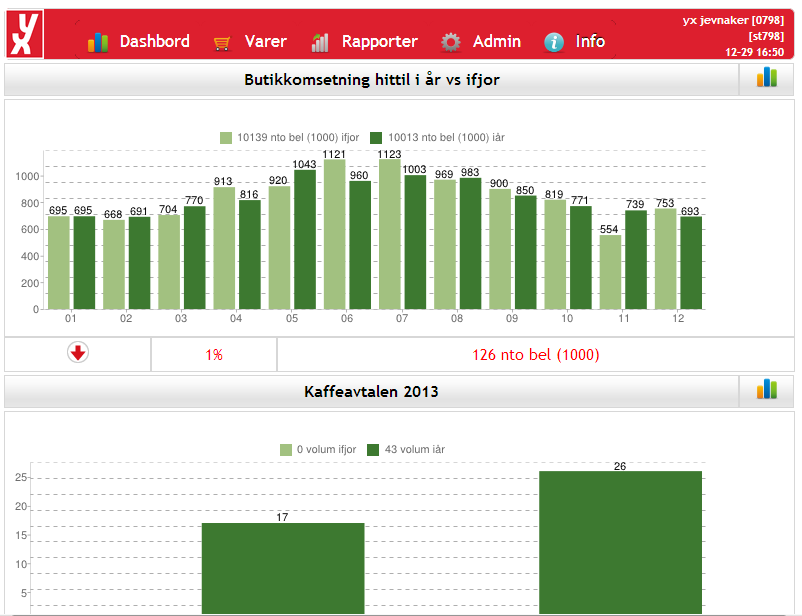 yx
Dashbord Varer Rapporter Admin Info
yx jevnaker [0798]
[st798]
12-29 16:50
Butikkomsetning hittil i år vs ifjor
10139 nto bel (1000) ifjor 10013 nto bel (1000) iår
1000
800
600
400
200
0
695 695 668 691 704 770 913 816 920 1043 1121 960 1123 1003 969 983 900 850 819 771 554 739 753 693
01 02 03 04 05 06 07 08 09 10 11 12
1% 126 nto bel (1000)
Kaffeavtalen 2013
0 volum ifjor 43 volum iår
25
20
15
10
5
17 26